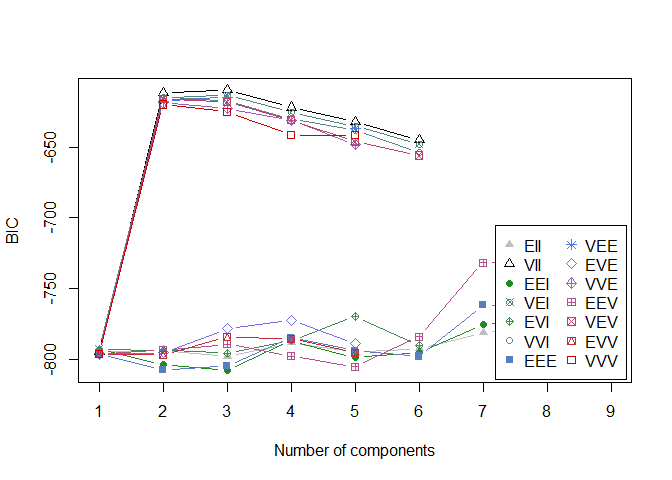 BIC
-650
-700
-750
-800
EII VEE
VII EVE
EEI VVE
VEI EEV
EVI VEV
VVI EVV
EEE VVV
1 2 3 4 5 6 7 8 9
Number of components